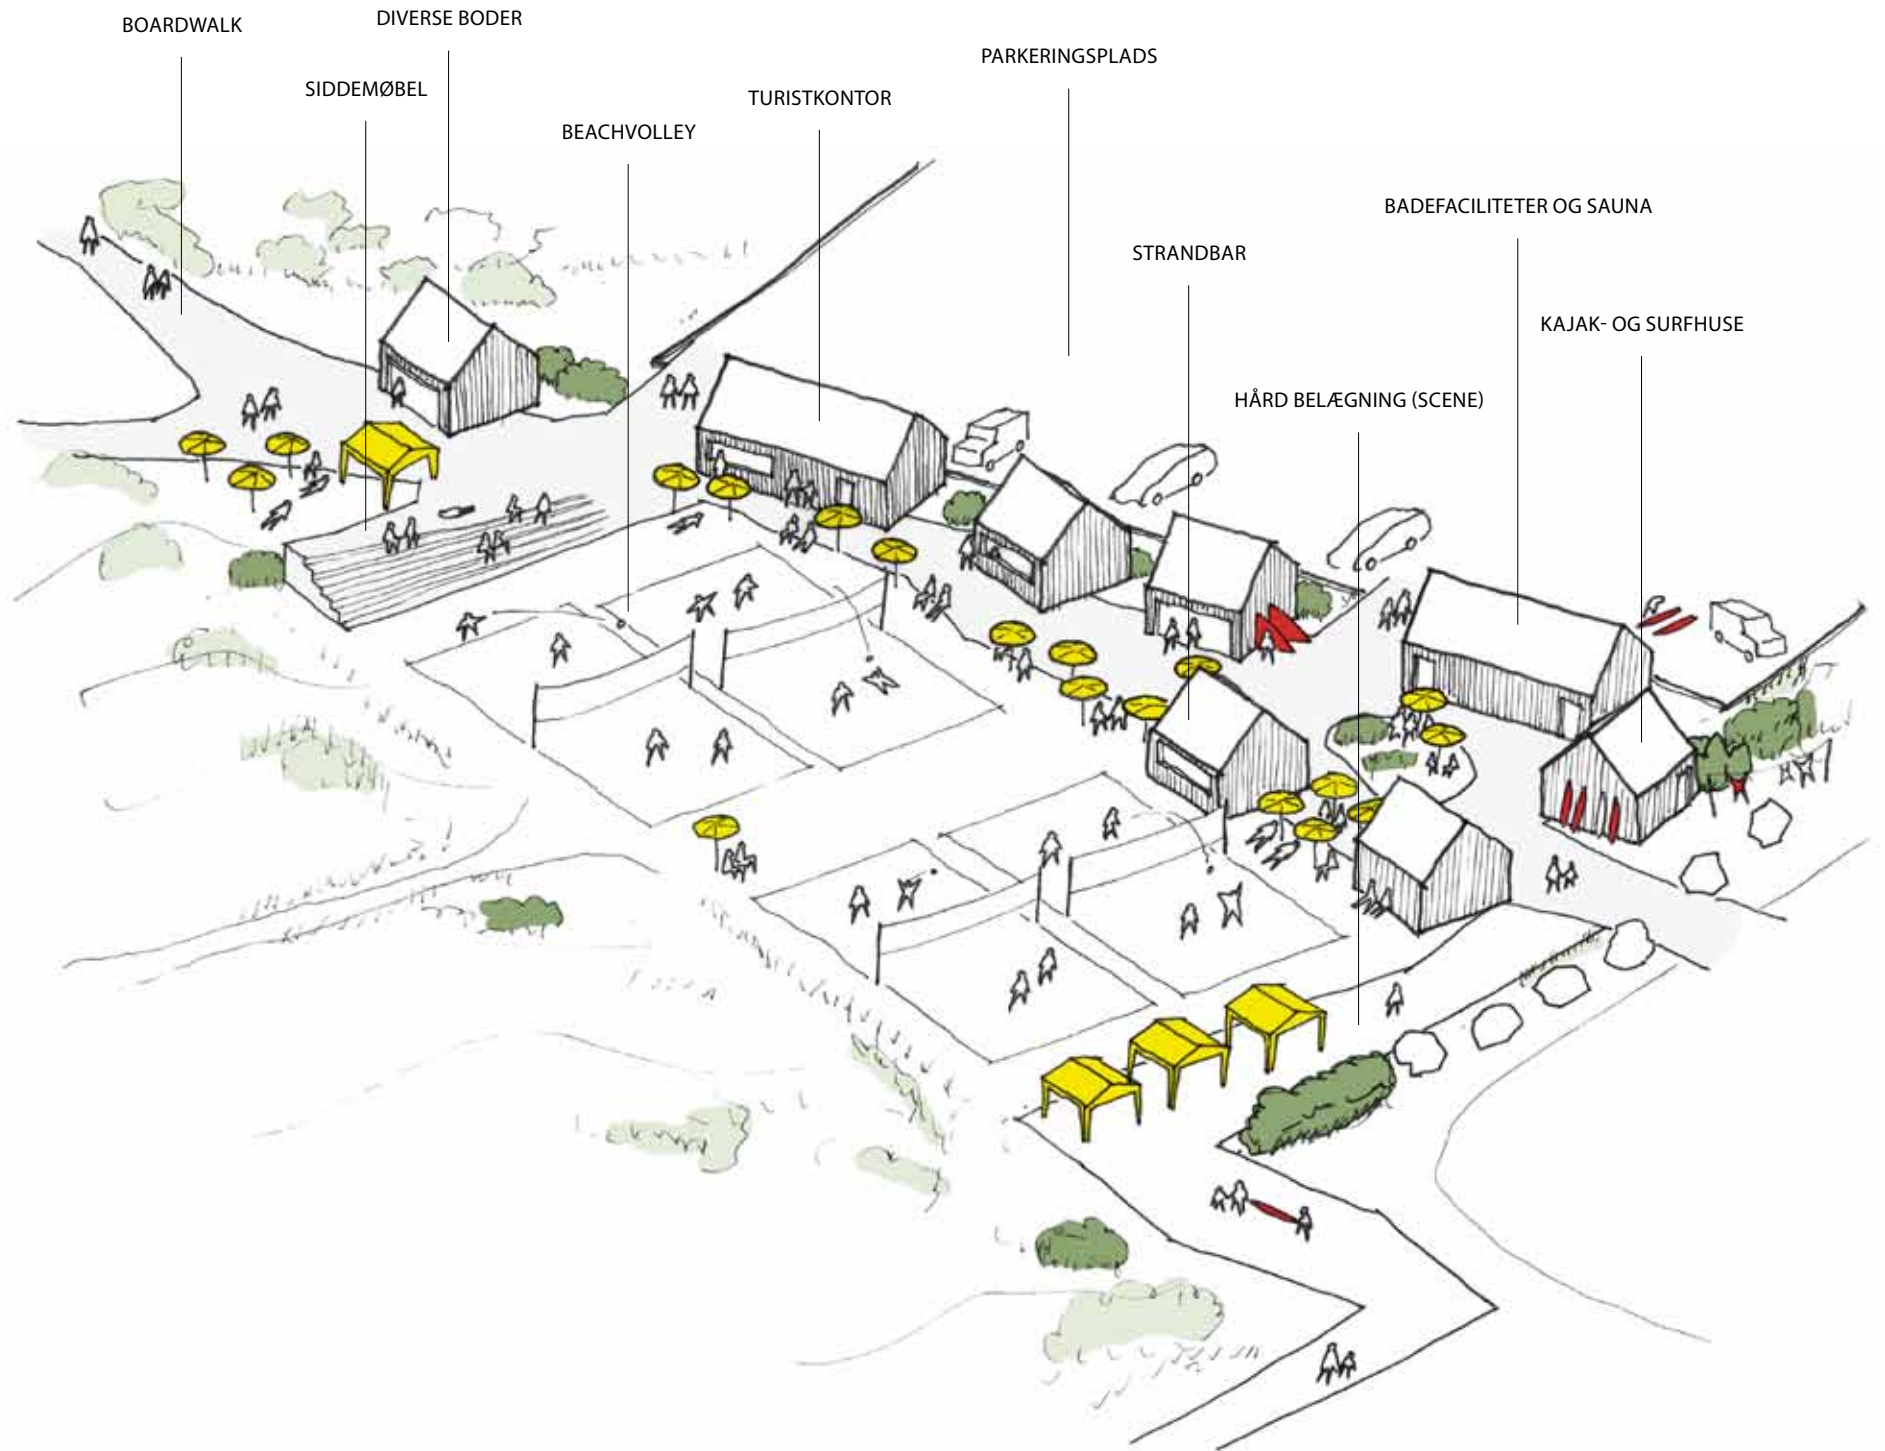 BOARDWALK
DIVERSE BODER
SIDDEMØBEL
BEACHVOLLEY
TURISTKONTOR
PARKERINGSPLADS
STRANDBAR
BADEFACILITETER OG SAUNA
KAJAK- OG SURFHUSE
HÅRD BELÆGNING (SCENE)